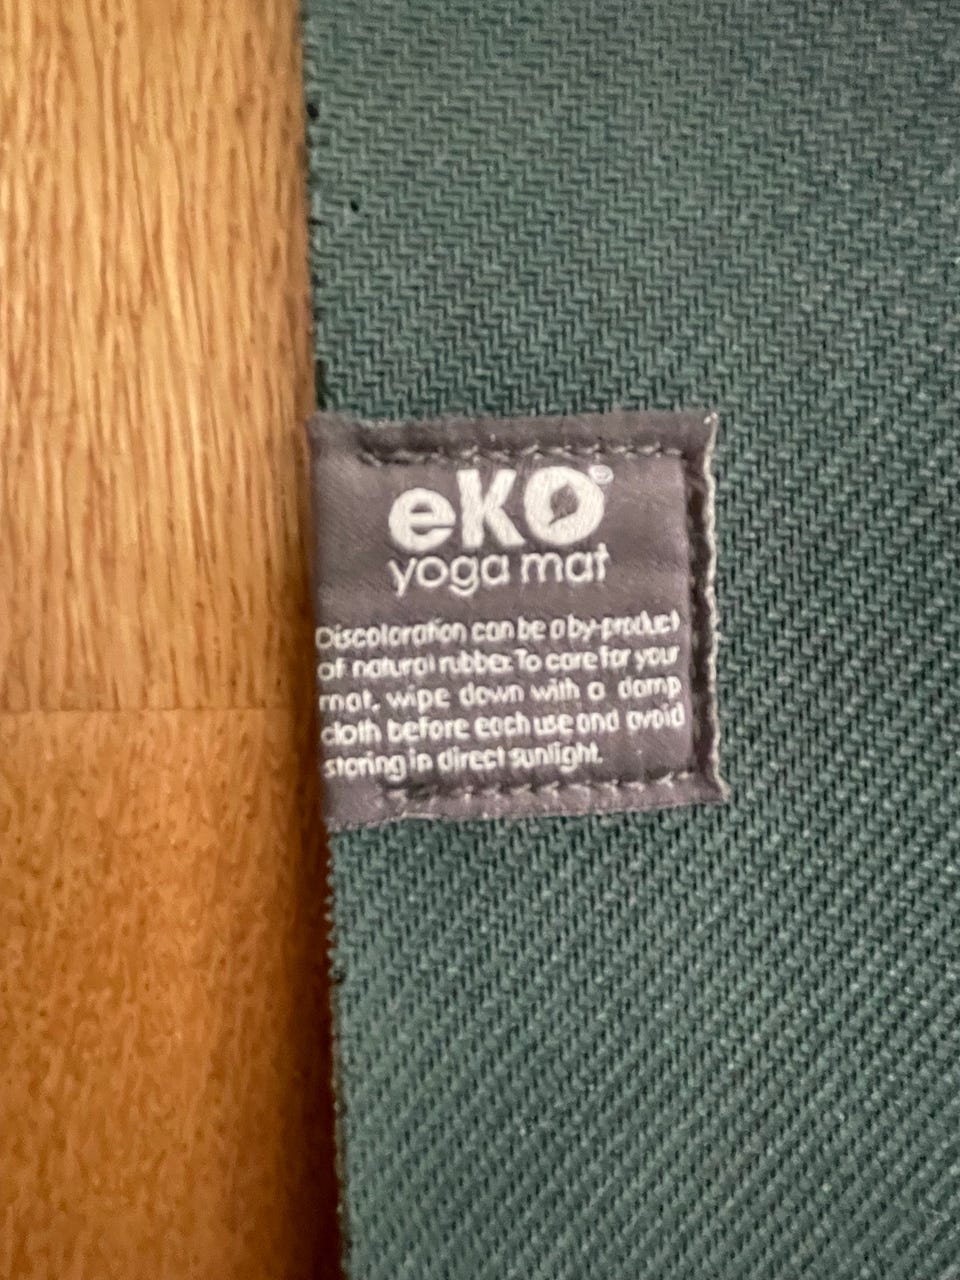 eKO®
yoga mat
Discoloration can be a by-product
of natural rubber. To care for your
mat, wipe down with a damp
cloth before each use and avoid
storing in direct sunlight.